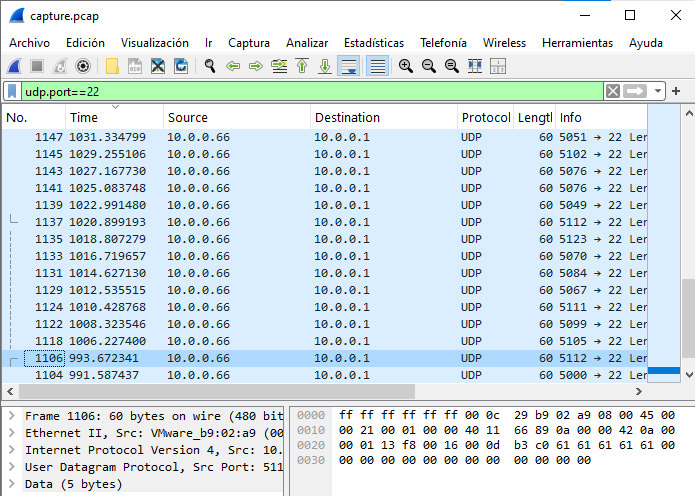 capture.pcap
Archivo Edición Visualización Ir Captura Analizar Estadísticas Telefonía Wireless Herramientas Ayuda
udp.port==22
No. Time Source Destination Protocol Lengtl Info
1147 1031.334799 10.0.0.66 10.0.0.1 UDP 60 5051 → 22 Ler
1145 1029.255106 10.0.0.66 10.0.0.1 UDP 60 5102 → 22 Ler
1143 1027.167730 10.0.0.66 10.0.0.1 UDP 60 5076 → 22 Ler
1141 1025.083748 10.0.0.66 10.0.0.1 UDP 60 5076 → 22 Ler
1139 1022.991480 10.0.0.66 10.0.0.1 UDP 60 5049 → 22 Ler
1137 1020.899193 10.0.0.66 10.0.0.1 UDP 60 5112 → 22 Ler
1135 1018.807279 10.0.0.66 10.0.0.1 UDP 60 5123 → 22 Ler
1133 1016.719657 10.0.0.66 10.0.0.1 UDP 60 5070 → 22 Ler
1131 1014.627130 10.0.0.66 10.0.0.1 UDP 60 5084 → 22 Ler
1129 1012.535515 10.0.0.66 10.0.0.1 UDP 60 5067 → 22 Ler
1124 1010.428768 10.0.0.66 10.0.0.1 UDP 60 5111 → 22 Ler
1122 1008.323546 10.0.0.66 10.0.0.1 UDP 60 5099 → 22 Ler
1118 1006.227400 10.0.0.66 10.0.0.1 UDP 60 5105 → 22 Ler
1106 993.672341 10.0.0.66 10.0.0.1 UDP 60 5112 → 22 Ler
1104 991.587437 10.0.0.66 10.0.0.1 UDP 60 5000 → 22 Ler
Frame 1106: 60 bytes on wire (480 bit
Ethernet II, Src: VMware_b9:02:a9 (00
Internet Protocol Version 4, Src: 10.
User Datagram Protocol, Src Port: 511
Data (5 bytes)
0000 ff ff ff ff ff ff 00 0c 29 b9 02 a9 08 00 45 00
0010 00 21 00 01 00 00 40 11 66 89 0a 00 00 42 0a 00
0020 00 01 13 f8 00 16 00 0d b3 c0 61 61 61 61 61 00
0030 00 00 00 00 00 00 00 00 00 00 00 00